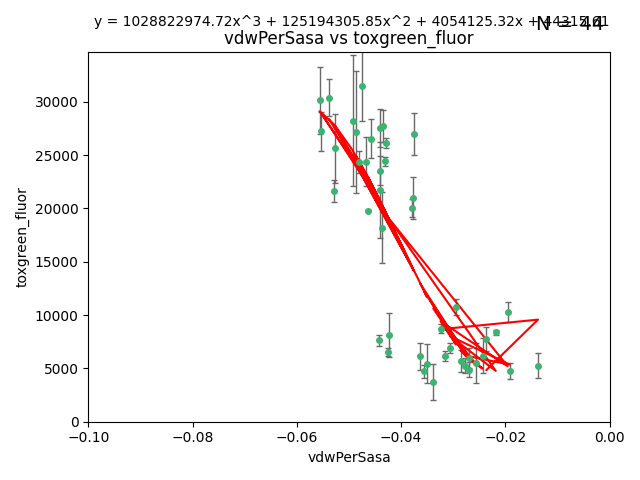 y = 1028822974.72x^3 + 125194305.85x^2 + 4054125.32x + 44315.61
N = 44
vdwPerSasa vs toxgreen_fluor
30000
25000
20000
15000
10000
5000
0
toxgreen_fluor
−0.10
−0.08
−0.06
−0.04
−0.02
0.00
vdwPerSasa